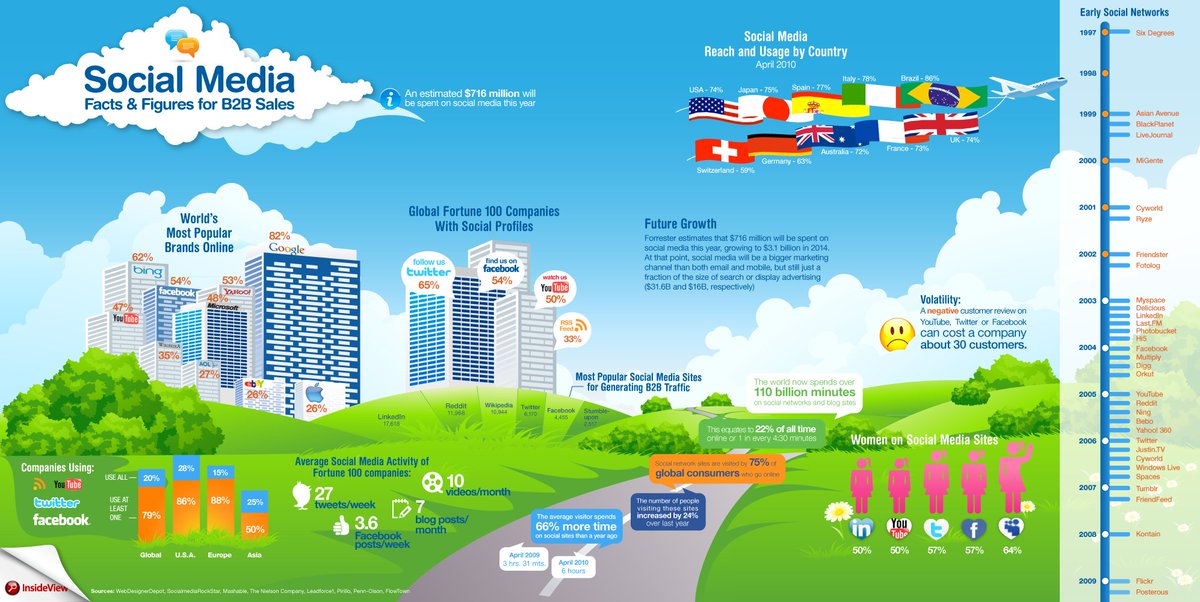 Social Media
Facts & Figures for B2B Sales
An estimated $716 million will
be spent on social media this year
Social Media
Reach and Usage by Country
April 2010
USA - 74%
Japan - 75%
Spain - 77%
Italy - 78%
Brazil - 86%
Switzerland - 59%
Germany - 63%
Australia - 72%
France - 73%
UK - 74%
World's
Most Popular
Brands Online
62%
bing
54%
facebook
53%
Yahoo!
82%
Google
48%
Microsoft
47%
YouTube
35%
AOL
27%
ebY
26%
26%
Global Fortune 100 Companies
With Social Profiles
follow us
twitter
65%
find us on
facebook
54%
watch us
YouTube
50%
RSS
Feed
33%
Future Growth
Forrester estimates that $716 million will be spent on
social media this year, growing to $3.1 billion in 2014.
At that point, social media will be a bigger marketing
channel than both email and mobile, but still just a
fraction of the size of search or display advertising
($31.6B and $16B, respectively)
Volatility:
A negative customer review on
YouTube, Twitter or Facebook
can cost a company
about 30 customers.
Most Popular Social Media Sites
for Generating B2B Traffic
LinkedIn
17,618
Reddit
11,968
Wikipedia
10,944
Twitter
6,170
Facebook
4,455
Stumble-
upon
2,517
The world now spends over
110 billion minutes
on social networks and blog sites
This equates to 22% of all time
online or 1 in every 4:30 minutes
Social network sites are visited by 75% of
global consumers who go online
The number of people
visiting these sites
increased by 24%
over last year
The average visitor spends
66% more time
on social sites than a year ago
April 2009
3 hrs. 31 mts.
April 2010
6 hours
Companies Using:
YouTube
twitter
facebook
USE ALL
USE AT
LEAST
ONE
20%
79%
Global
28%
86%
U.S.A.
15%
88%
Europe
25%
50%
Asia
Average Social Media Activity of
Fortune 100 companies:
27
tweets/week
10
videos/month
3.6
Facebook
posts/week
7
blog posts/
month
Women on Social Media Sites
in
You
Tube
t
f
50%
50%
57%
57%
64%
InsideView
Sources: WebDesignerDepot, SocialmediaRockStar, Mashable, The Nielson Company, Leadforce1, Pirillo, Penn-Olson, FlowTown
Early Social Networks
1997
Six Degrees
1998
1999
Asian Avenue
BlackPlanet
LiveJournal
2000
MiGente
2001
Cyworld
Ryze
2002
Friendster
Fotolog
2003
Myspace
Delicious
LinkedIn
Last.FM
Photobucket
Hi5
2004
Facebook
Multiply
Digg
Orkut
2005
YouTube
Reddit
Ning
Bebo
Yahoo! 360
2006
Twitter
Justin.TV
Cyworld
Windows Live
Spaces
2007
Tumblr
FriendFeed
2008
Kontain
2009
Flickr
Posterous